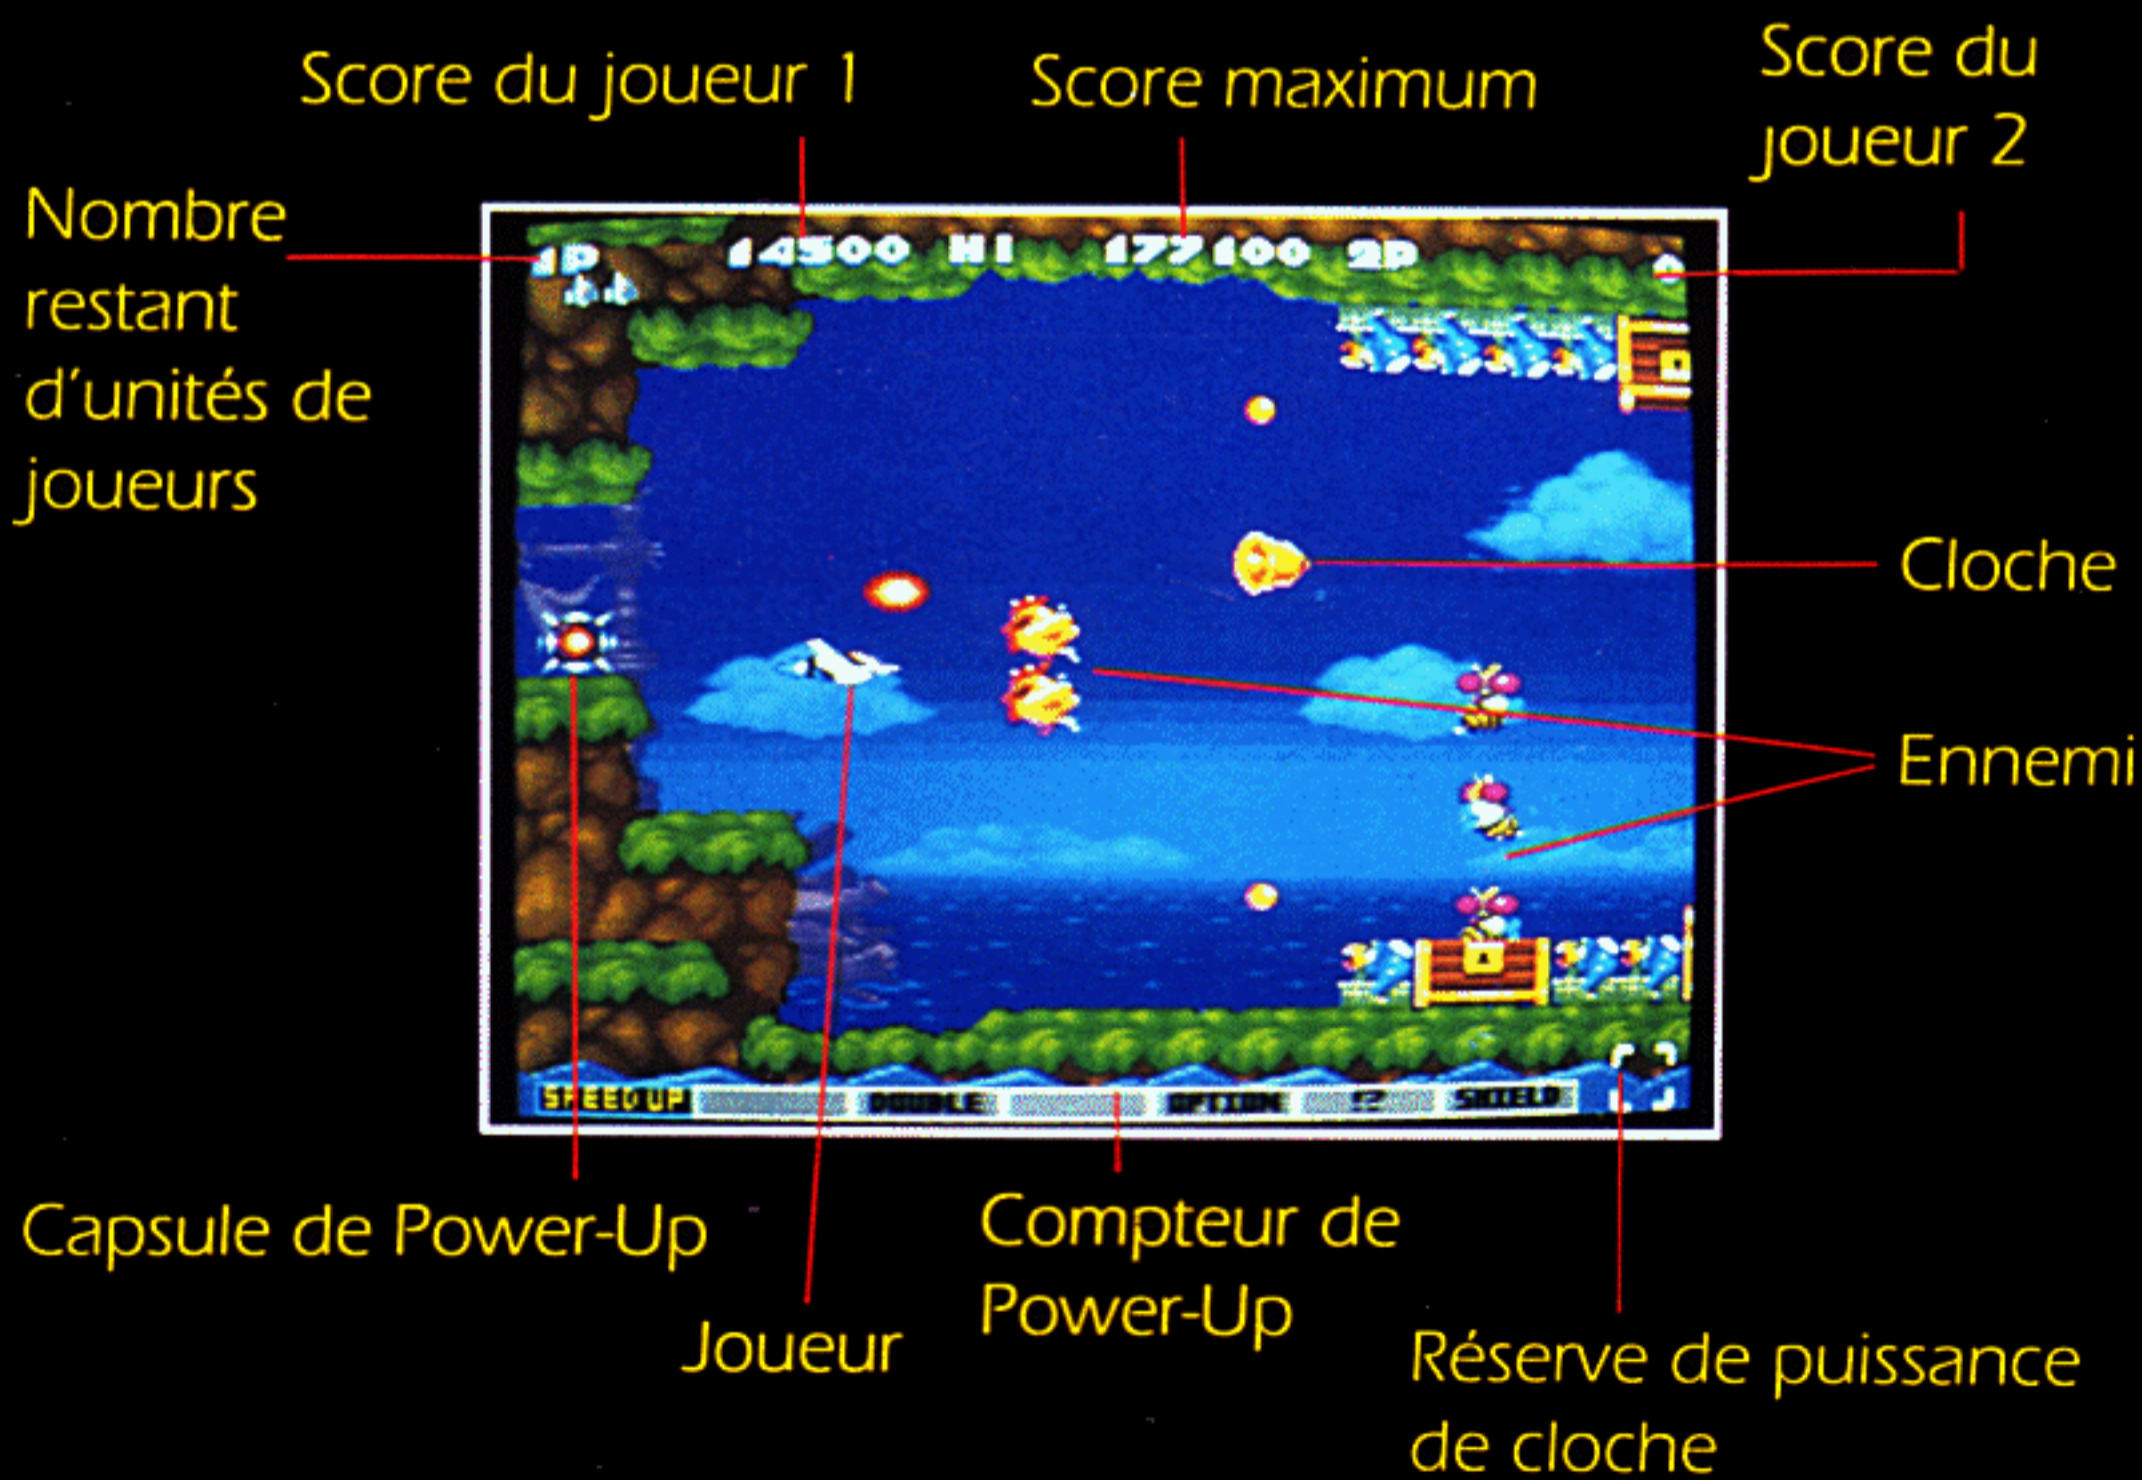 Score du joueur 1
Score maximum
Score du
joueur 2
Nombre
restant
d'unités de
joueurs
1P 14500 HI 177100 2P 0
Cloche
Ennemi
SPEED UP DOUBLE OPTION !? SHIELD
Capsule de Power-Up
Joueur
Compteur de
Power-Up
Réserve de puissance
de cloche